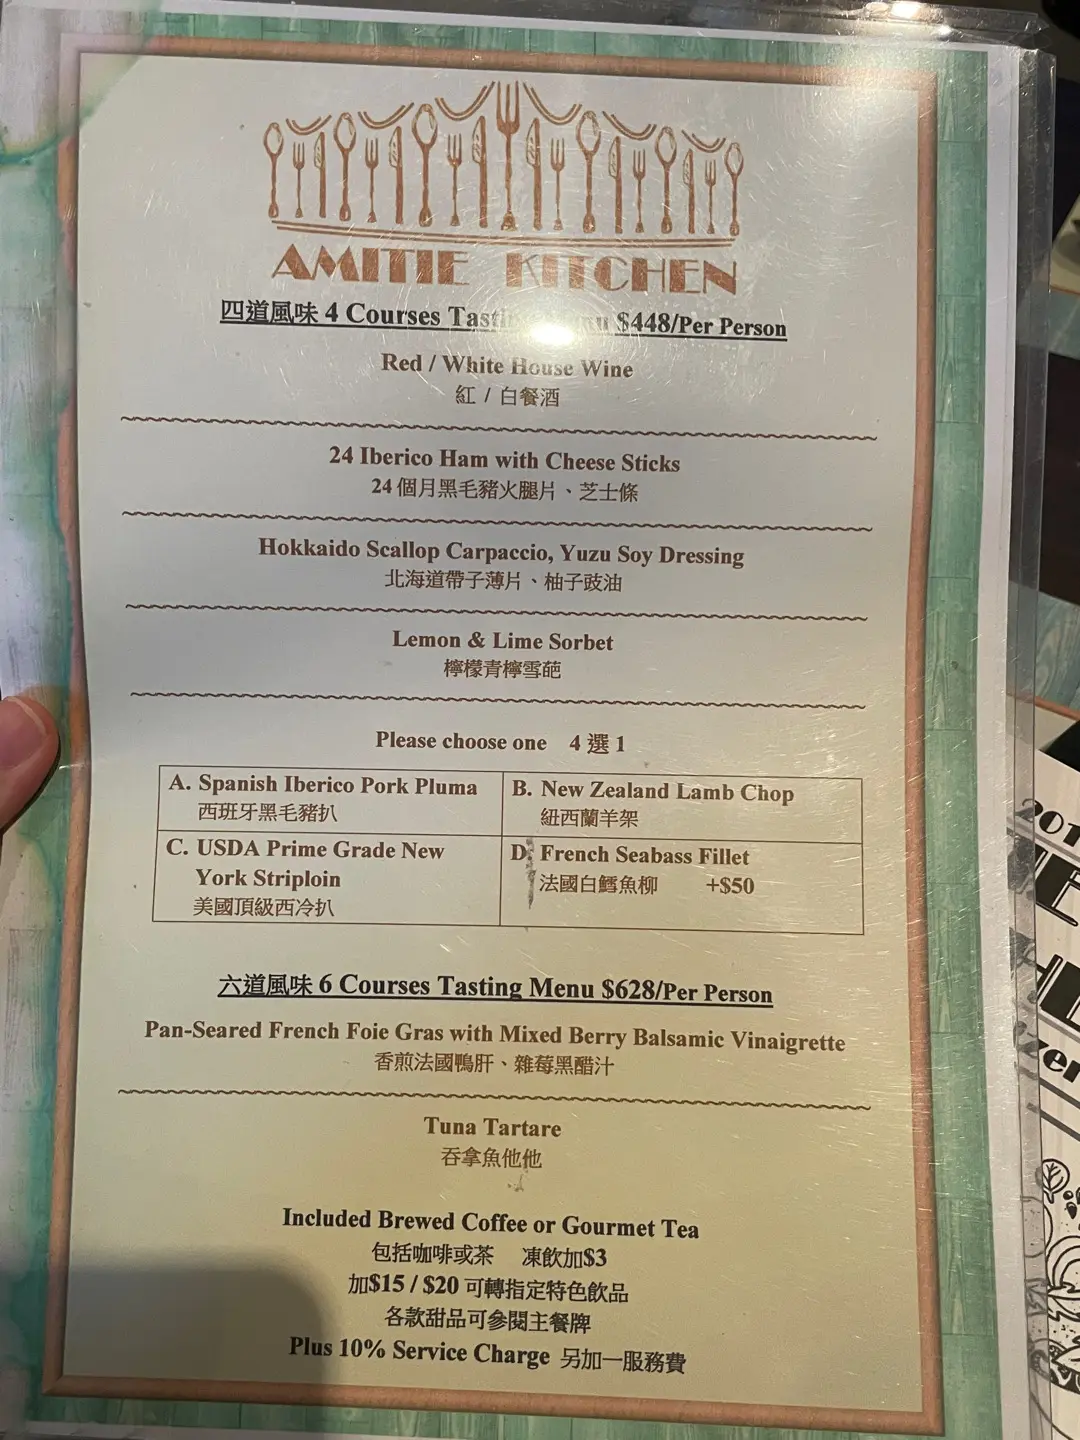 AMITIE KITCHEN
四道風味 4 Courses Tasting Menu $448/Per Person
Red / White House Wine
紅 / 白餐酒
24 Iberico Ham with Cheese Sticks
24 個月黑毛豬火腿片、芝士條
Hokkaido Scallop Carpaccio, Yuzu Soy Dressing
北海道帶子薄片、柚子豉油
Lemon & Lime Sorbet
檸檬青檸雪葩
Please choose one 4 選 1
A. Spanish Iberico Pork Pluma
西班牙黑毛豬扒
B. New Zealand Lamb Chop
紐西蘭羊架
C. USDA Prime Grade New
York Striploin
美國頂級西冷扒
D. French Seabass Fillet
法國白鱈魚柳 +$50
六道風味 6 Courses Tasting Menu $628/Per Person
Pan-Seared French Foie Gras with Mixed Berry Balsamic Vinaigrette
香煎法國鴨肝、雜莓黑醋汁
Tuna Tartare
吞拿魚他他
Included Brewed Coffee or Gourmet Tea
包括咖啡或茶 凍飲加$3
加$15 / $20 可轉指定特色飲品
各款甜品可參閱主餐牌
Plus 10% Service Charge 另加一服務費